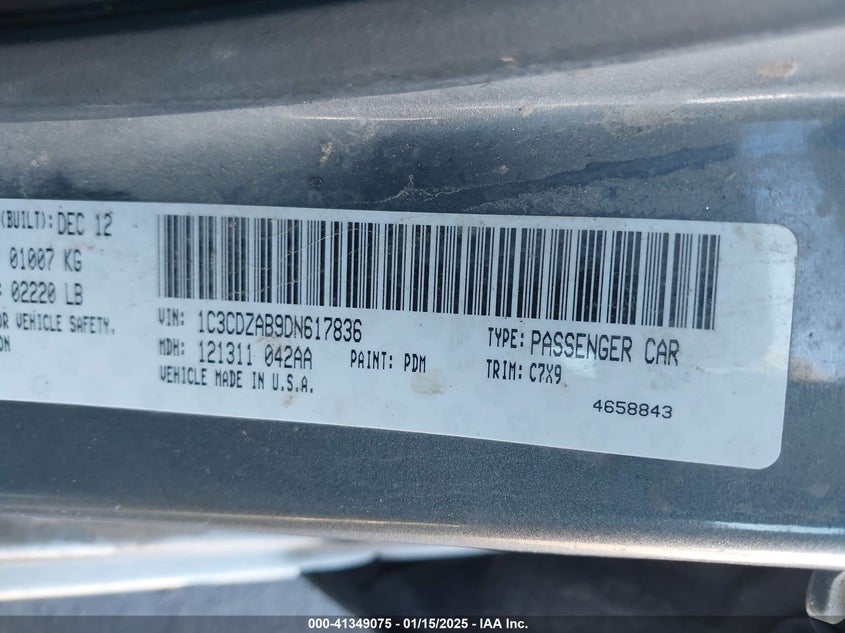 (BUILT): DEC 12
01007 KG
: 02220 LB
OR VEHICLE SAFETY,
ON
VIN: 1C3CDZAB9DN617836
TYPE: PASSENGER CAR
MDH: 121311 042AA PAINT: PDM
TRIM: C7X9
VEHICLE MADE IN U.S.A.
4658843
000-41349075 - 01/15/2025 - IAA Inc.